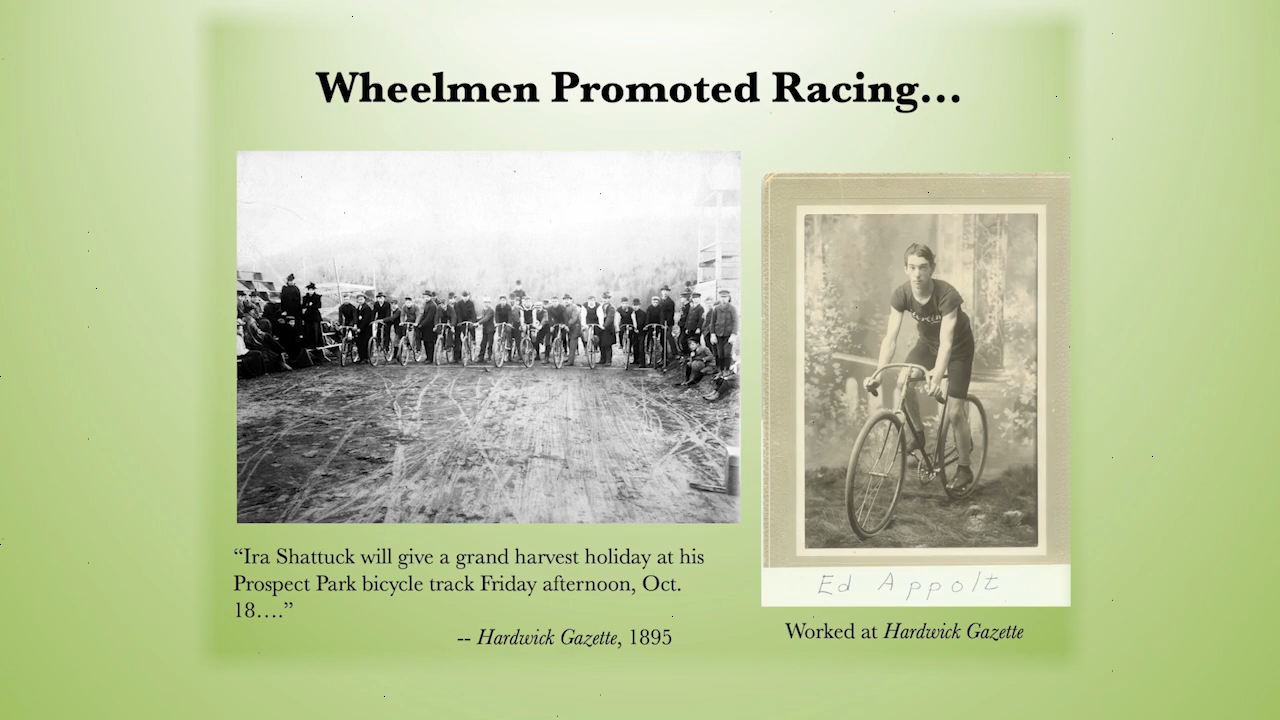 Wheelmen Promoted Racing…
“Ira Shattuck will give a grand harvest holiday at his
Prospect Park bicycle track Friday afternoon, Oct.
18….”
-- Hardwick Gazette, 1895
Ed Appolt
Worked at Hardwick Gazette